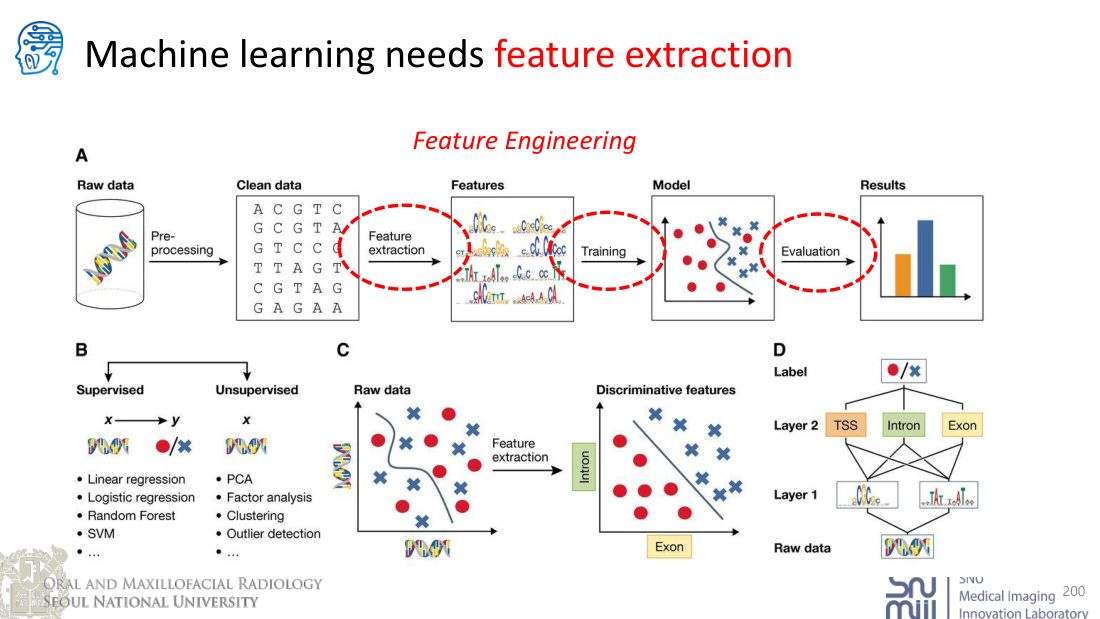 Machine learning needs feature extraction
Feature Engineering
A
Raw data
Pre-
processing
Clean data
A C G T C
G C G T A
G T C C G
T T A G T
C G T A G
G A G A A
Feature
extraction
Features
Training
Model
Evaluation
Results
B
Supervised
x y
/
• Linear regression
• Logistic regression
• Random Forest
• SVM
• ...
Unsupervised
x
• PCA
• Factor analysis
• Clustering
• Outlier detection
• ...
C
Raw data
Feature
extraction
Discriminative features
Intron
Exon
D
Label
/
Layer 2
TSS
Intron
Exon
Layer 1
Raw data
ORAL AND MAXILLOFACIAL RADIOLOGY
SEOUL NATIONAL UNIVERSITY
SNU
Medical Imaging
Innovation Laboratory
200